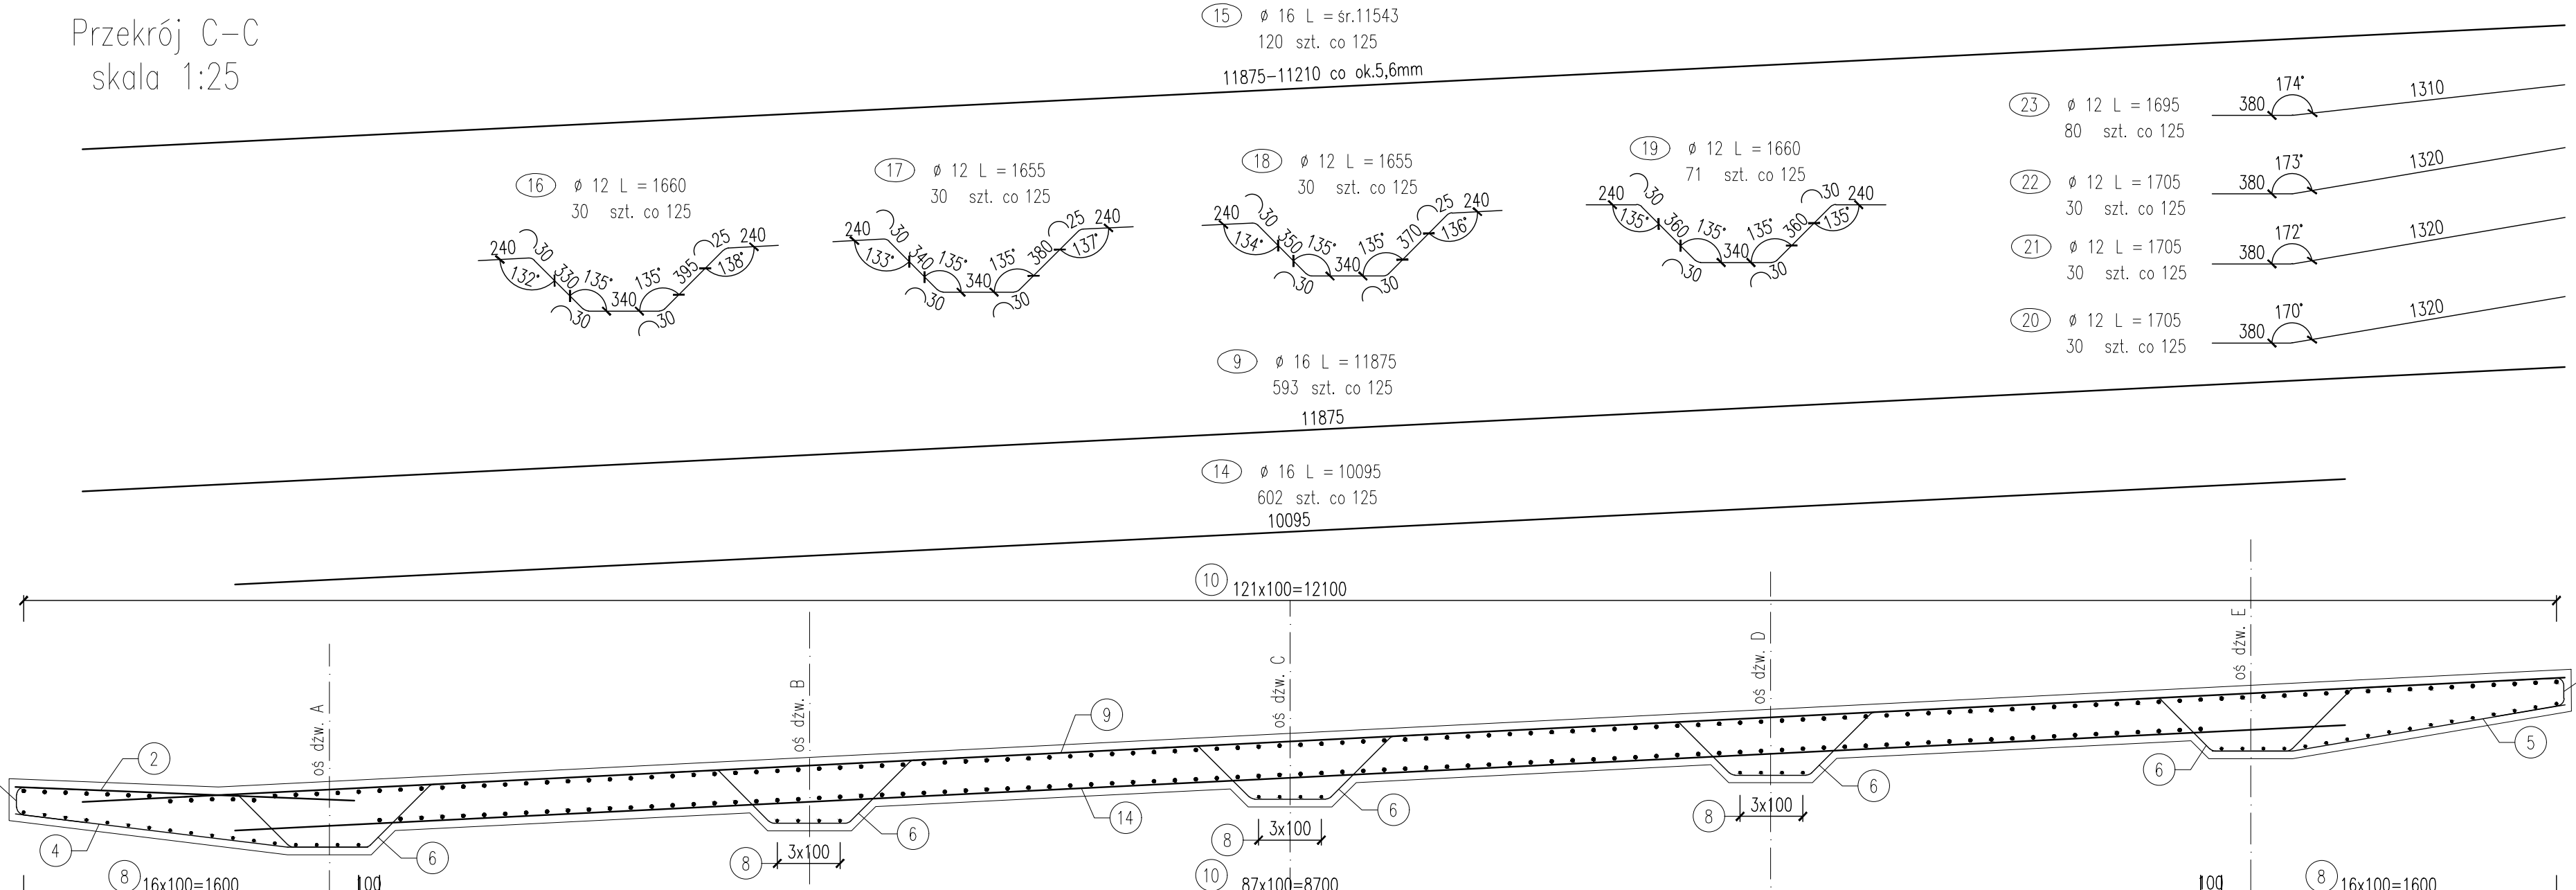 Przekrój C-C
skala 1:25
15 ø 16 L = śr.11543
120 szt. co 125
11875-11210 co ok.5,6mm
16 ø 12 L = 1660
30 szt. co 125
240 30 132° 330 135° 30 340 135° 30 395 25 138° 240
17 ø 12 L = 1655
30 szt. co 125
240 30 133° 340 135° 30 340 135° 30 380 25 137° 240
18 ø 12 L = 1655
30 szt. co 125
240 30 134° 350 135° 30 340 135° 30 370 25 136° 240
19 ø 12 L = 1660
71 szt. co 125
240 30 135° 360 135° 30 340 135° 30 360 30 135° 240
23 ø 12 L = 1695
80 szt. co 125
380 174° 1310
22 ø 12 L = 1705
30 szt. co 125
380 173° 1320
21 ø 12 L = 1705
30 szt. co 125
380 172° 1320
20 ø 12 L = 1705
30 szt. co 125
380 170° 1320
9 ø 16 L = 11875
593 szt. co 125
11875
14 ø 16 L = 10095
602 szt. co 125
10095
10 121x100=12100
oś dźw. A
oś dźw. B
oś dźw. C
oś dźw. D
oś dźw. E
2
9
4
6
6
14
6
6
6
5
8 3x100
8 3x100
8 3x100
8 16x100=1600
100
10 87x100=8700
100
8 16x100=1600